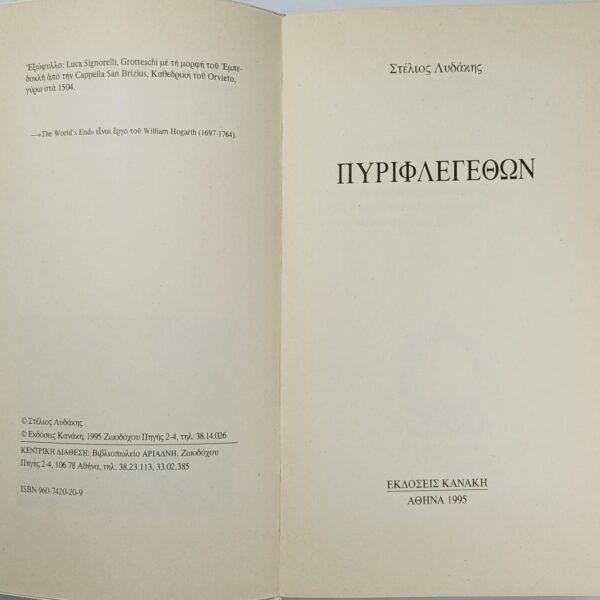 Ἐξώφυλλο: Luca Signorelli, Grotteschi μέ τή μορφή τοῦ Ἐμπε-
δοκλῆ ἀπό τήν Cappella San Brizius, Καθεδρική τοῦ Orvieto,
γύρω στά 1504.
—«The World's End» εἶναι ἔργο τοῦ William Hogarth (1697-1764).
© Στέλιος Λυδάκης
© Ἐκδόσεις Κανάκη, 1995 Ζωοδόχου Πηγῆς 2-4, τηλ. 38.14.026
ΚΕΝΤΡΙΚΗ ΔΙΑΘΕΣΗ: Βιβλιοπωλεῖο ΑΡΙΑΔΝΗ, Ζωοδόχου
Πηγῆς 2-4, 106 78 Ἀθήνα, τηλ. 38.23.113, 33.02.385
ISBN 960-7420-20-9
Στέλιος Λυδάκης
ΠΥΡΙΦΛΕΓΕΘΩΝ
ΕΚΔΟΣΕΙΣ ΚΑΝΑΚΗ
ΑΘΗΝΑ 1995